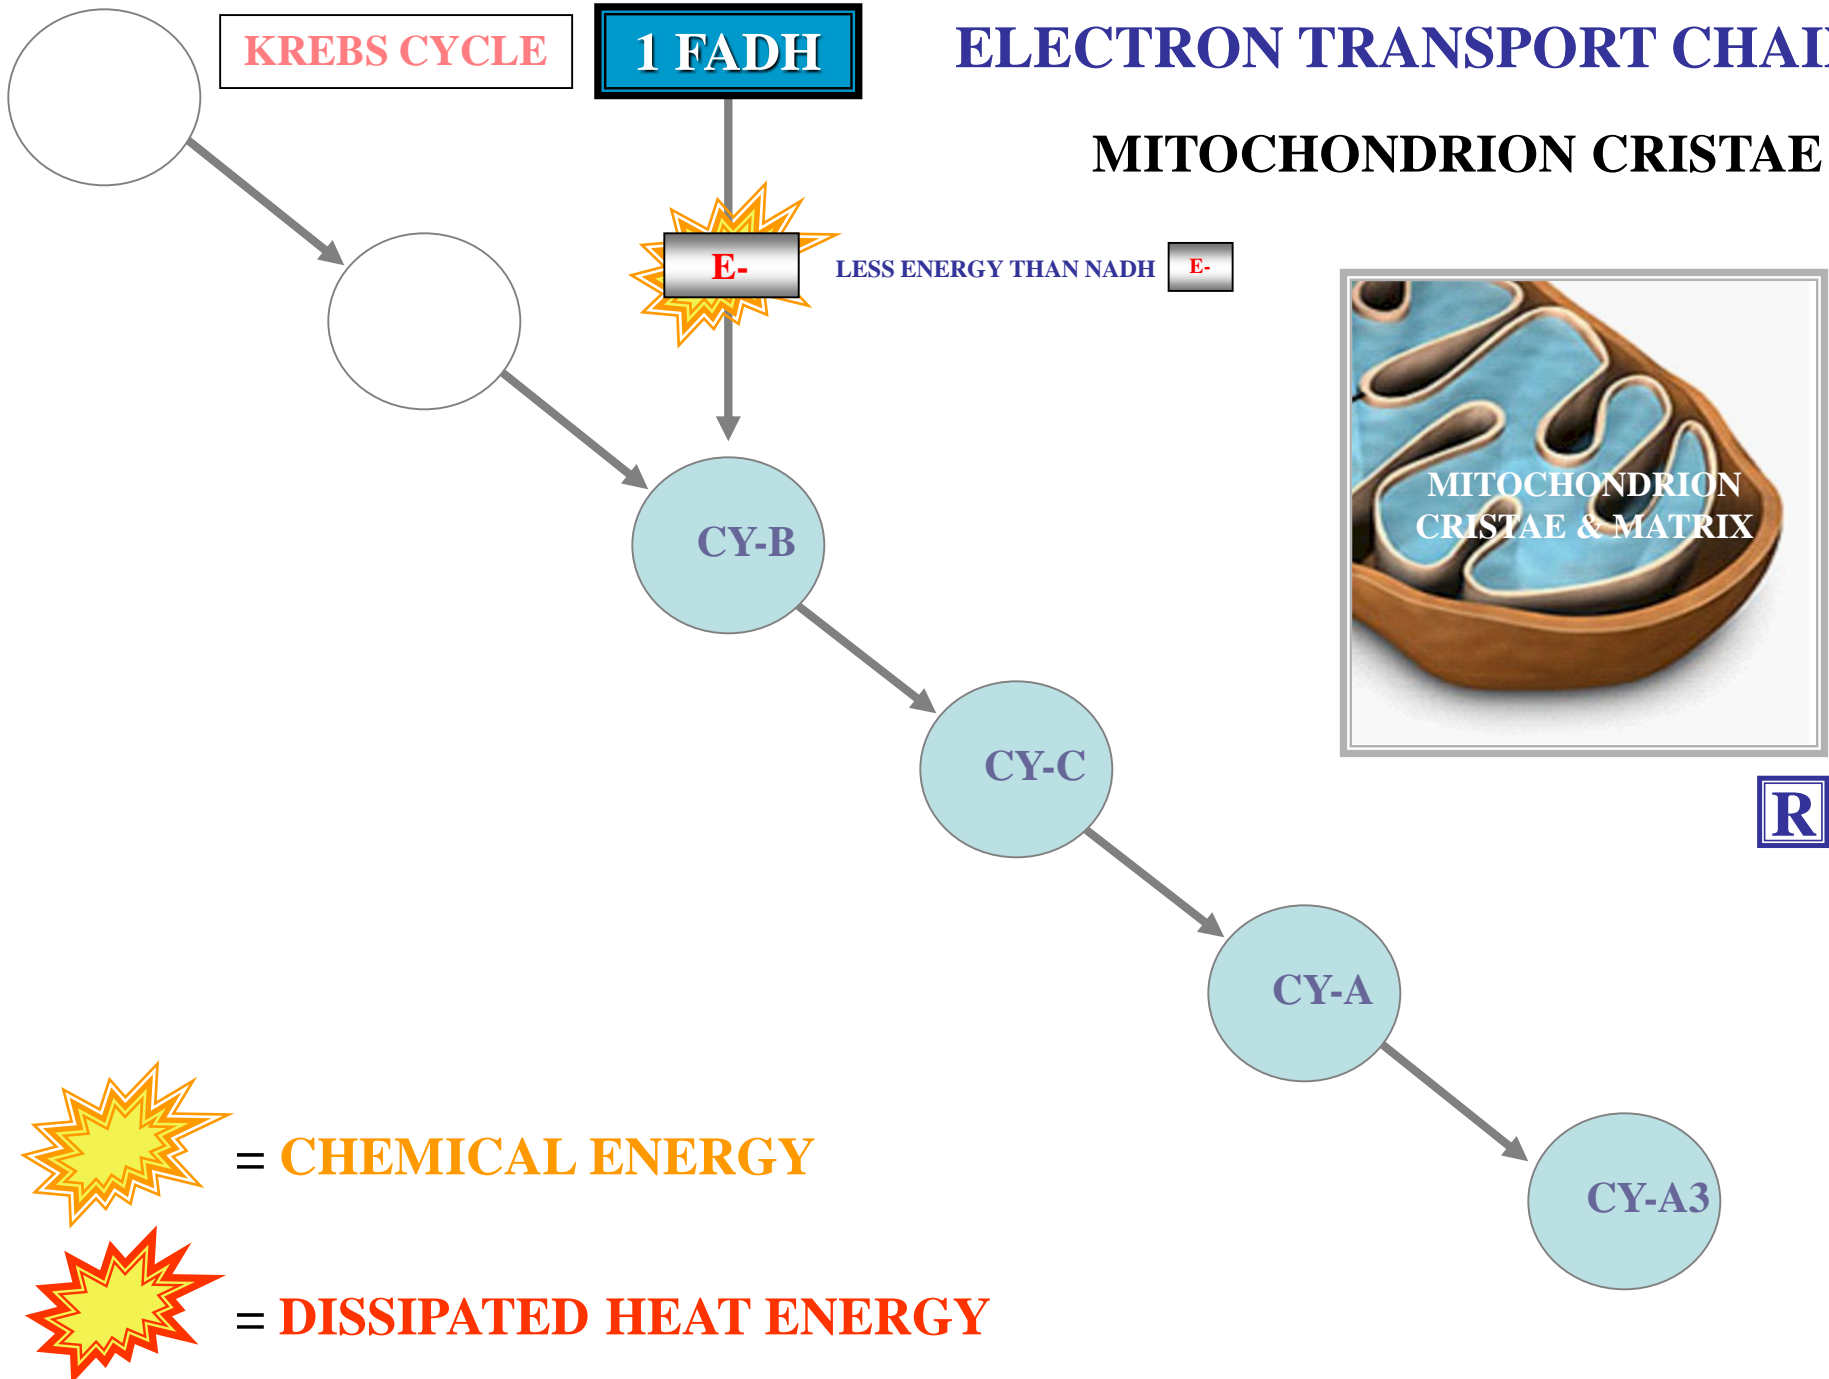 KREBS CYCLE
1 FADH
ELECTRON TRANSPORT CHAI
MITOCHONDRION CRISTAE
E-
LESS ENERGY THAN NADH
E-
MITOCHONDRION
CRISTAE & MATRIX
CY-B
CY-C
R
CY-A
= CHEMICAL ENERGY
CY-A3
= DISSIPATED HEAT ENERGY